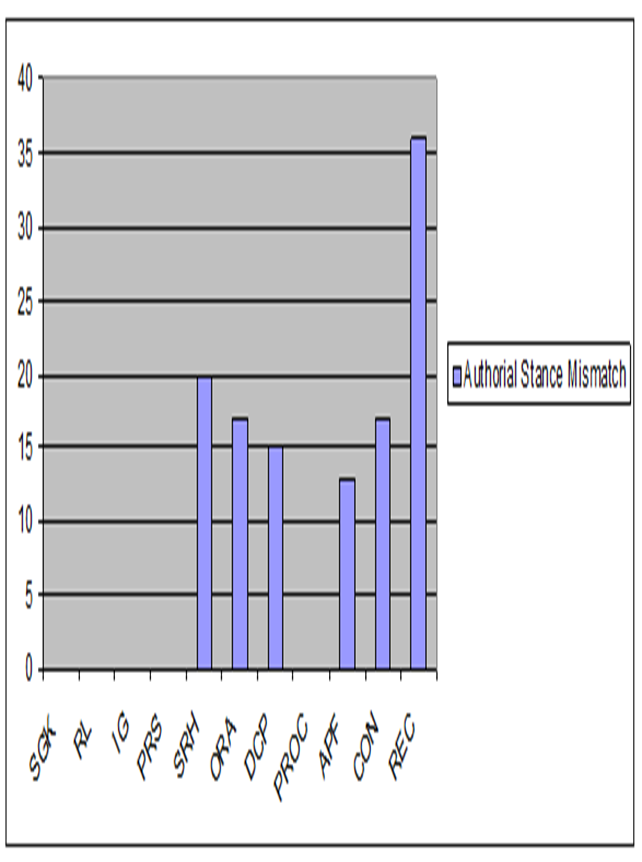 40
35
30
25
20
15
10
5
0
Authorial Stance Mismatch
SGK
RL
IG
PRS
SRH
ORA
DCP
PROC
APF
CON
REC